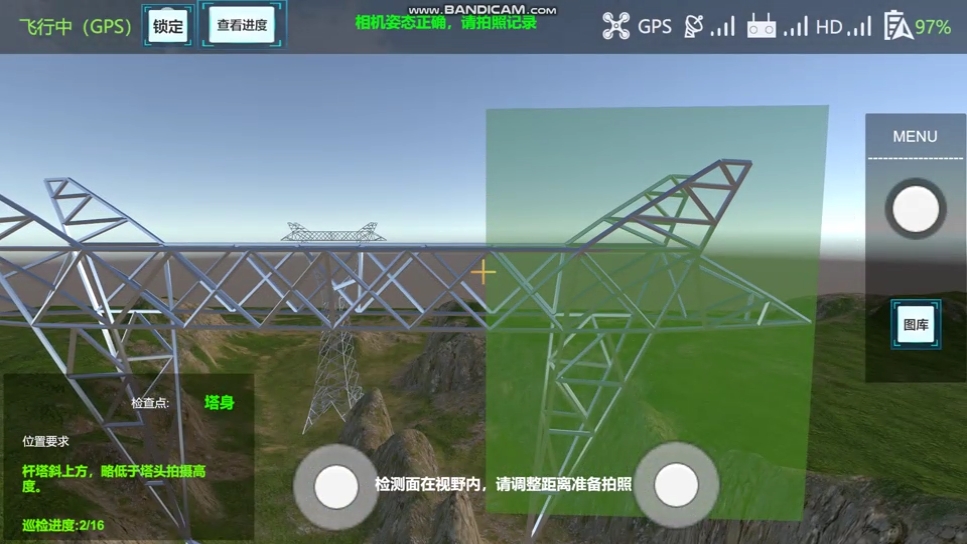 www.BANDICAM.com
飞行中（GPS）
锁定
查看进度
相机姿态正确，请拍照记录
GPS
HD
97%
MENU
图库
检查点:
塔身
位置要求
杆塔斜上方，略低于塔头拍摄高
度。
巡检进度:2/16
检测面在视野内，请调整距离准备拍照